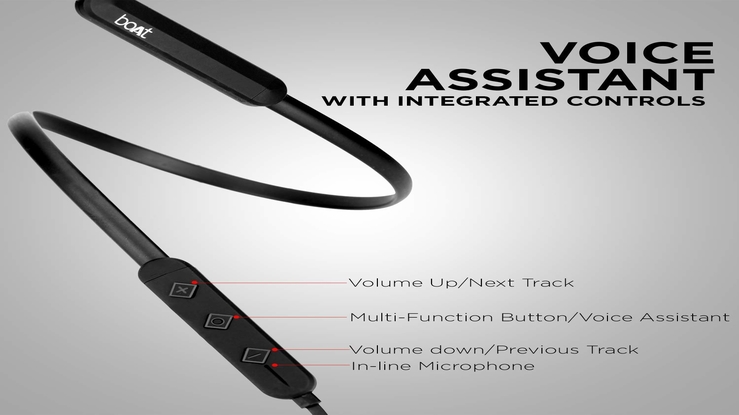 boAt
VOICE
ASSISTANT
WITH INTEGRATED CONTROLS
Volume Up/Next Track
Multi-Function Button/Voice Assistant
Volume down/Previous Track
In-line Microphone